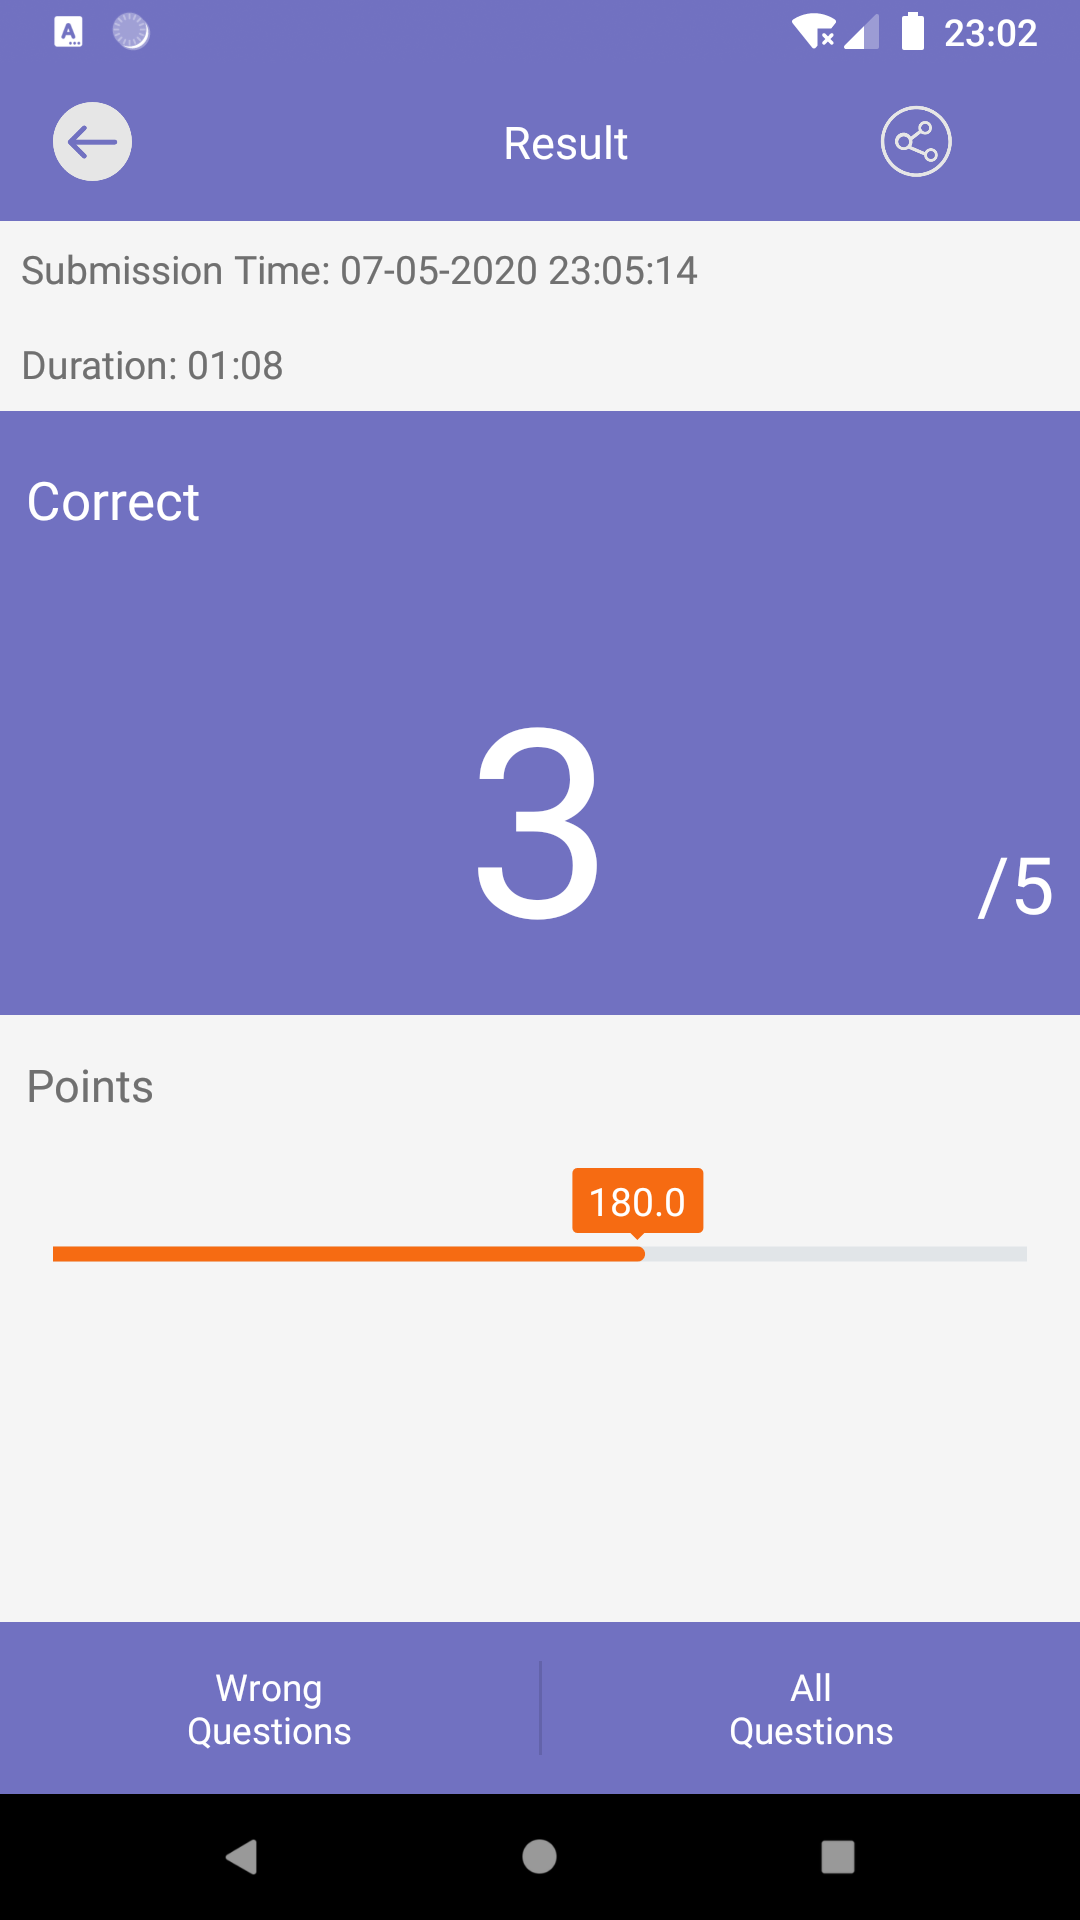 A
23:02
Result
Submission Time: 07-05-2020 23:05:14
Duration: 01:08
Correct
3
/5
Points
180.0
Wrong
Questions
All
Questions